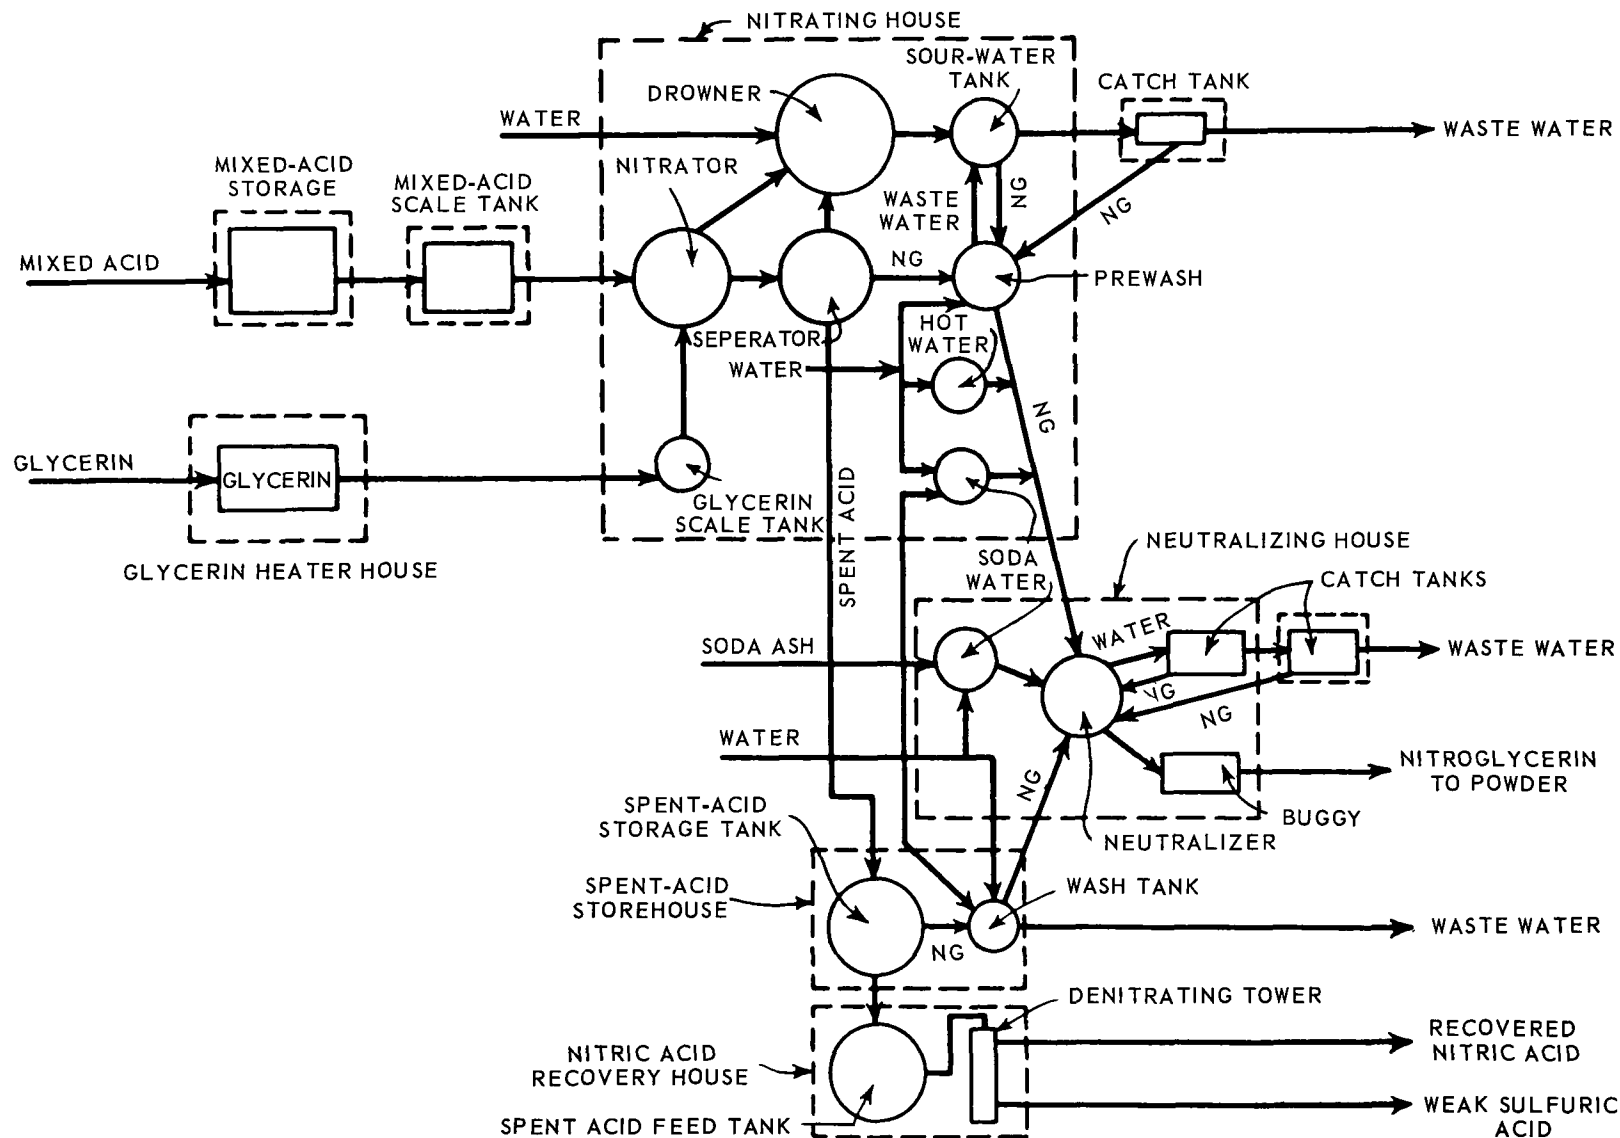 NITRATING HOUSE
SOUR-WATER
TANK
CATCH TANK
DROWNER
WATER
WASTE WATER
NITRATOR
MIXED-ACID
STORAGE
MIXED-ACID
SCALE TANK
WASTE
WATER
NG
NG
MIXED ACID
NG
PREWASH
SEPERATOR
HOT
WATER
WATER
NG
GLYCERIN
GLYCERIN
GLYCERIN
SCALE TANK
SPENT ACID
GLYCERIN HEATER HOUSE
SODA
WATER
NEUTRALIZING HOUSE
CATCH TANKS
WATER
SODA ASH
WASTE WATER
NG
NG
WATER
NG
NITROGLYCERIN
TO POWDER
BUGGY
NEUTRALIZER
SPENT-ACID
STORAGE TANK
SPENT-ACID
STOREHOUSE
WASH TANK
NG
WASTE WATER
DENITRATING TOWER
NITRIC ACID
RECOVERY HOUSE
RECOVERED
NITRIC ACID
SPENT ACID FEED TANK
WEAK SULFURIC
ACID